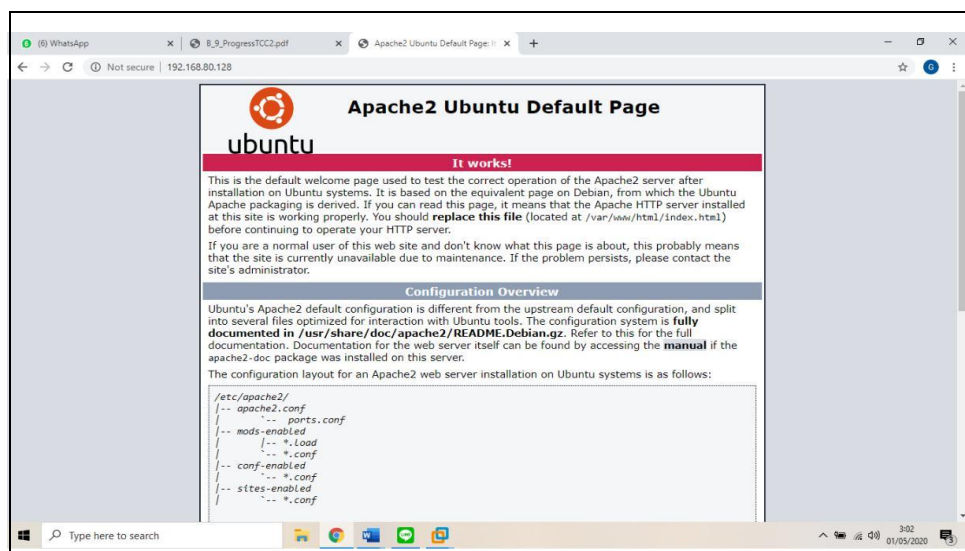 (6) WhatsApp
8_9_ProgressTCC2.pdf
Apache2 Ubuntu Default Page: It
Not secure | 192.168.80.128
G
ubuntu
Apache2 Ubuntu Default Page
It works!
This is the default welcome page used to test the correct operation of the Apache2 server after
installation on Ubuntu systems. It is based on the equivalent page on Debian, from which the Ubuntu
Apache packaging is derived. If you can read this page, it means that the Apache HTTP server installed
at this site is working properly. You should replace this file (located at /var/www/html/index.html)
before continuing to operate your HTTP server.
If you are a normal user of this web site and don't know what this page is about, this probably means
that the site is currently unavailable due to maintenance. If the problem persists, please contact the
site's administrator.
Configuration Overview
Ubuntu's Apache2 default configuration is different from the upstream default configuration, and split
into several files optimized for interaction with Ubuntu tools. The configuration system is fully
documented in /usr/share/doc/apache2/README.Debian.gz. Refer to this for the full
documentation. Documentation for the web server itself can be found by accessing the manual if the
apache2-doc package was installed on this server.
The configuration layout for an Apache2 web server installation on Ubuntu systems is as follows:
/etc/apache2/
|-- apache2.conf
|       `--  ports.conf
|-- mods-enabled
|       |-- *.load
|       `-- *.conf
|-- conf-enabled
|       `-- *.conf
|-- sites-enabled
|       `-- *.conf
Type here to search
3:02
01/05/2020
3